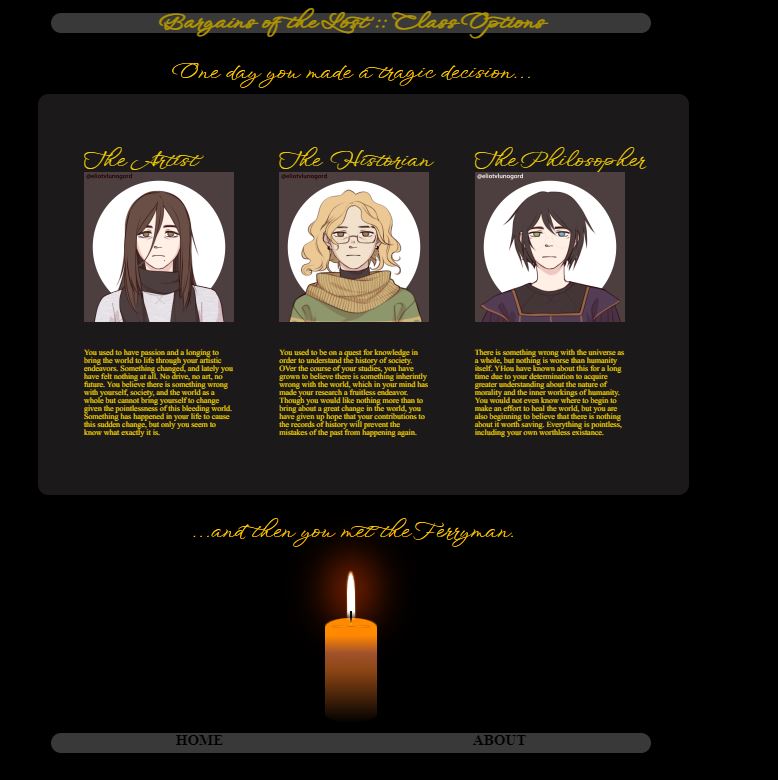 Bargains of the Lost :: Class Options
One day you made a tragic decision...
The Artist
@eliotvlunagard
You used to have passion and a longing to
bring the world to life through your artistic
endeavors. Something changed, and lately you
have felt nothing at all. No drive, no art, no
future. You believe there is something wrong
with yourself, society, and the world as a
whole but cannot bring yourself to change
given the pointlessness of this bleeding world.
Something has happened in your life to cause
this sudden change, but only you seem to
know what exactly it is.
The Historian
@eliotvlunagard
You used to be on a quest for knowledge in
order to understand the history of society.
OVer the course of your studies, you have
grown to believe there is something inherintly
wrong with the world, which in your mind has
made your research a fruitless endeavor.
Though you would like nothing more than to
bring about a great change in the world, you
have given up hope that your contributions to
the records of history will prevent the
mistakes of the past from happening again.
The Philosopher
@eliotvlunagard
There is something wrong with the universe as
a whole, but nothing is worse than humanity
itself. YHou have known about this for a long
time due to your determination to acquire
greater understanding about the nature of
morality and the inner workings of humanity.
You would not even know where to begin to
make an effort to heal the world, but you are
also beginning to believe that there is nothing
about it worth saving. Everything is pointless,
including your own worthless existance.
...and then you met the Ferryman.
HOME
ABOUT